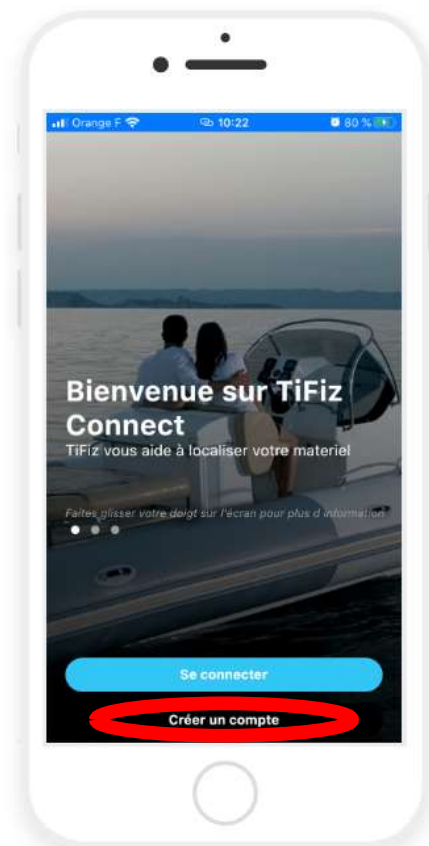 Orange F 10:22 80 %
Bienvenue sur TiFiz
Connect
TiFiz vous aide à localiser votre materiel
Faites glisser votre doigt sur l'écran pour plus d information
Se connecter
Créer un compte